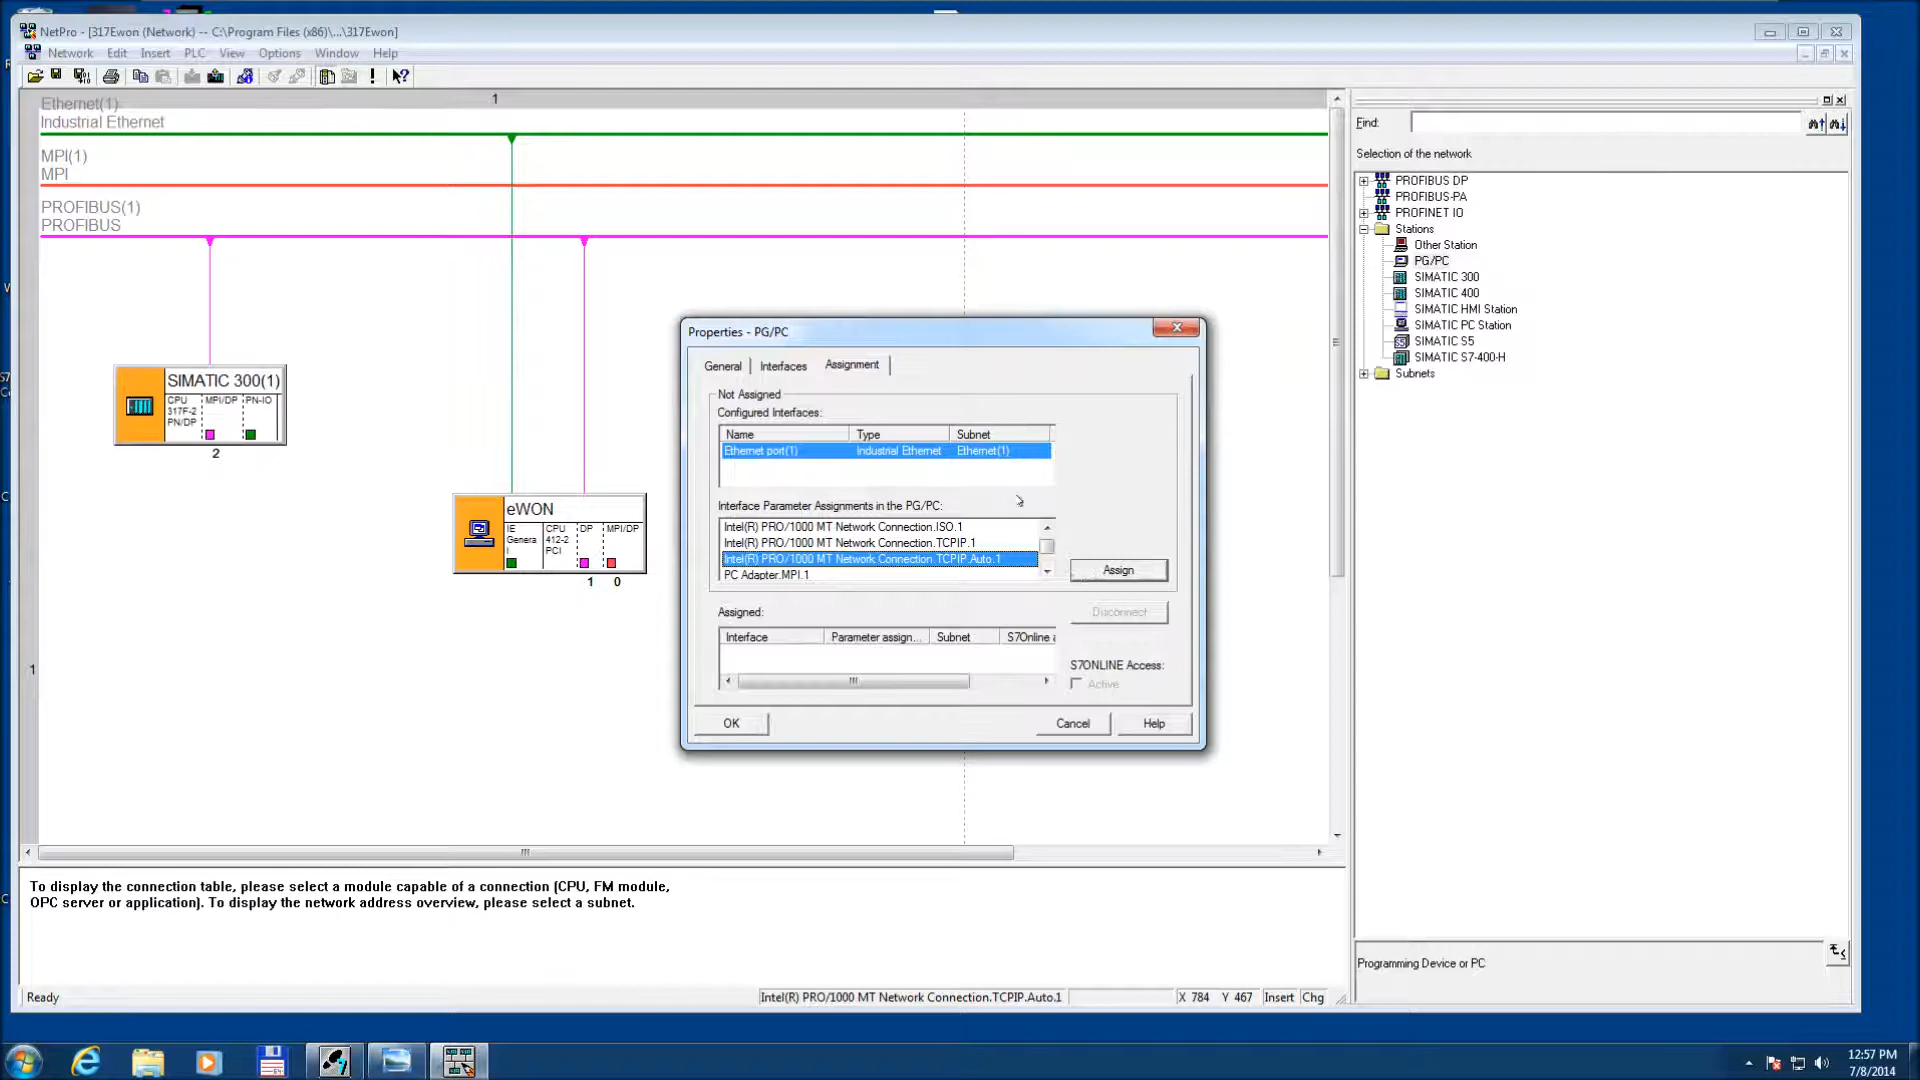 NetPro - [317Ewon (Network) -- C:\Program Files (x86)\...\317Ewon]
Network Edit Insert PLC View Options Window Help
1
Ethernet(1)
Industrial Ethernet
MPI(1)
MPI
PROFIBUS(1)
PROFIBUS
SIMATIC 300(1)
CPU MPI/DP PN-IO
317F-2
PN/DP
2
eWON
IE CPU DP MPI/DP
Genera 412-2
l PCI
1 0
1
Properties - PG/PC
General Interfaces Assignment
Not Assigned
Configured Interfaces:
Name Type Subnet
Ethernet port(1) Industrial Ethernet Ethernet(1)
Interface Parameter Assignments in the PG/PC:
Intel(R) PRO/1000 MT Network Connection.ISO.1
Intel(R) PRO/1000 MT Network Connection.TCPIP.1
Intel(R) PRO/1000 MT Network Connection.TCPIP.Auto.1
PC Adapter.MPI.1
Assign
Assigned:
Disconnect
Interface Parameter assign... Subnet S7Online a
S7ONLINE Access:
Active
OK Cancel Help
Find:
Selection of the network
PROFIBUS DP
PROFIBUS-PA
PROFINET IO
Stations
Other Station
PG/PC
SIMATIC 300
SIMATIC 400
SIMATIC HMI Station
SIMATIC PC Station
SIMATIC S5
SIMATIC S7-400-H
Subnets
Programming Device or PC
To display the connection table, please select a module capable of a connection (CPU, FM module,
OPC server or application). To display the network address overview, please select a subnet.
Ready Intel(R) PRO/1000 MT Network Connection.TCPIP.Auto.1 X 784 Y 467 Insert Chg
12:57 PM
7/8/2014